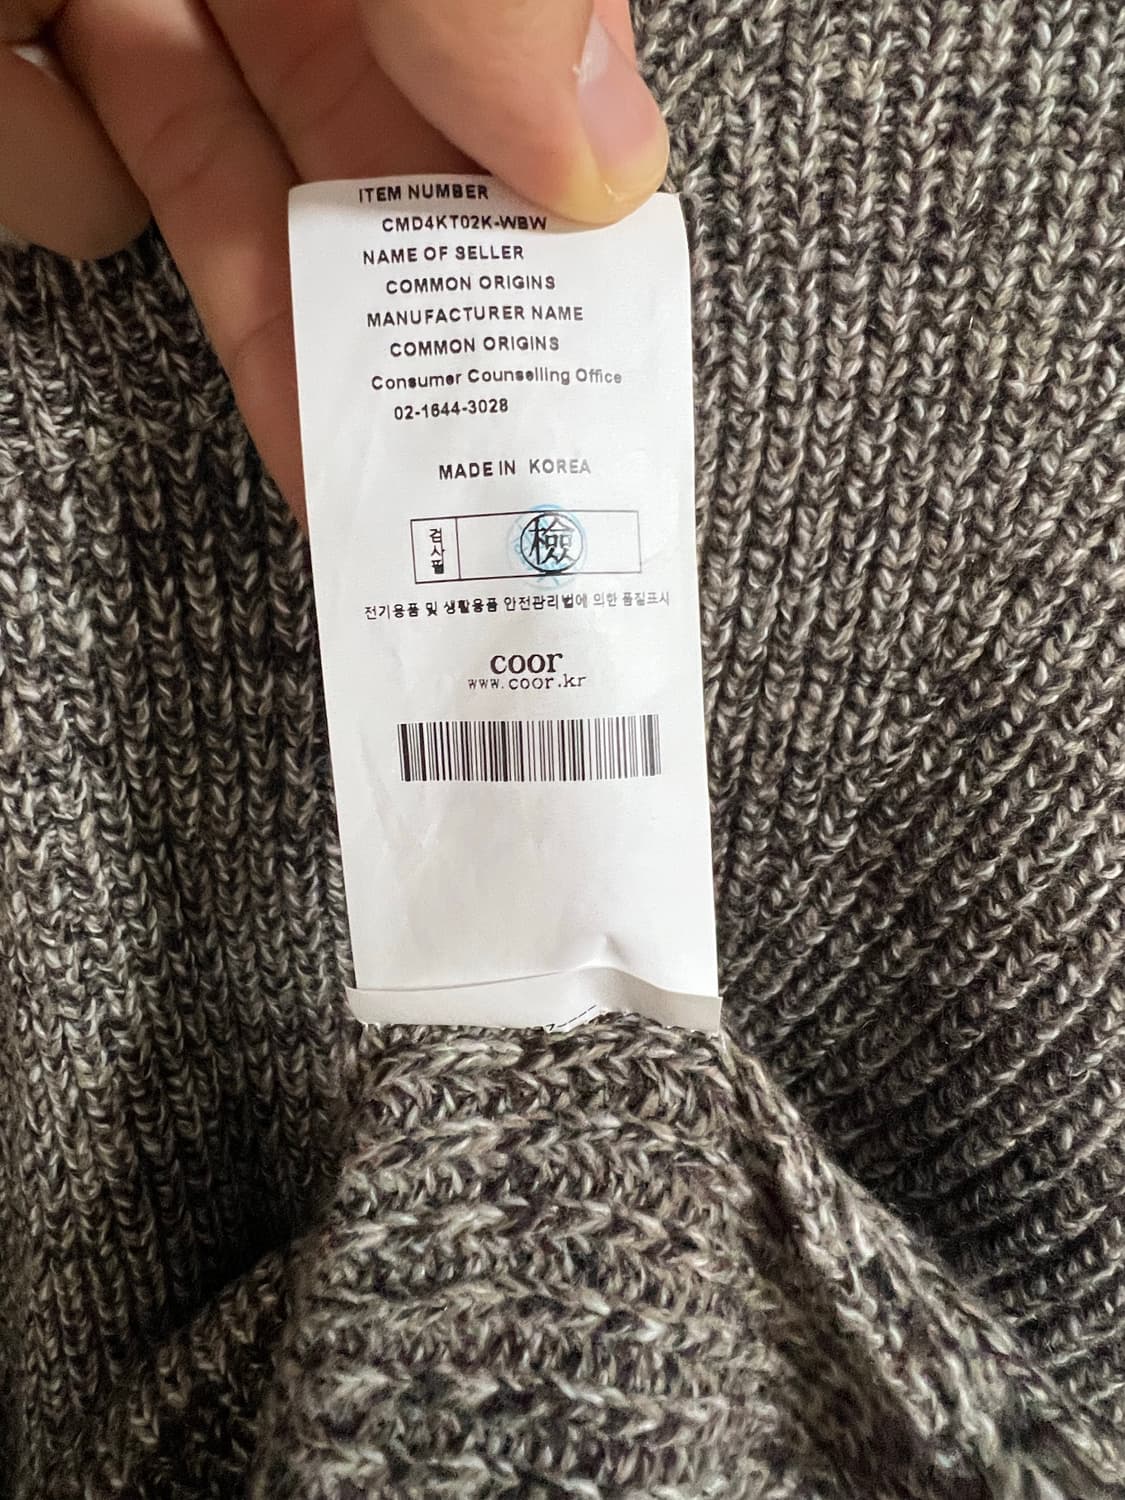 ITEM NUMBER
CMD4KT02K-WBW
NAME OF SELLER
COMMON ORIGINS
MANUFACTURER NAME
COMMON ORIGINS
Consumer Counselling Office
02-1644-3028
MADE IN KOREA
검사필
檢
전기용품 및 생활용품 안전관리법에 의한 품질표시
coor
www.coor.kr